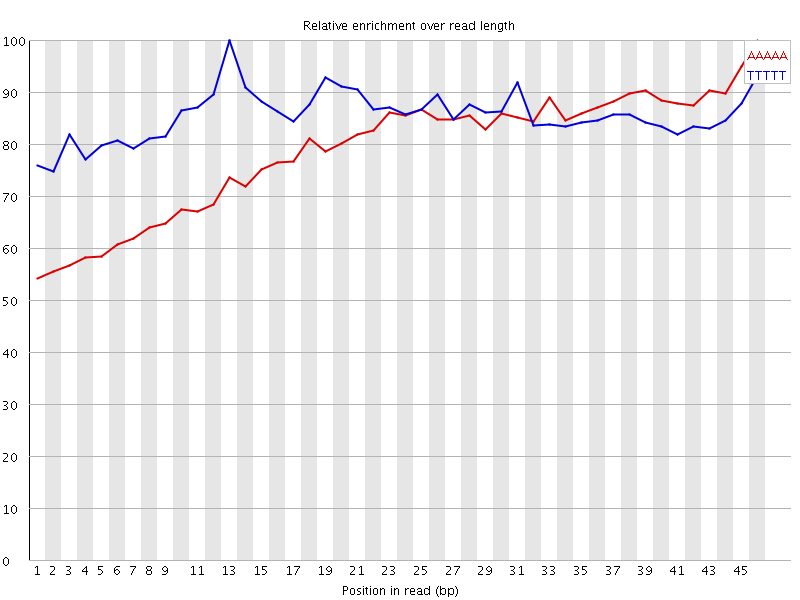 Relative enrichment over read length
100
90
80
70
60
50
40
30
20
10
0
AAAAA
TTTTT
1 2 3 4 5 6 7 8 9 11 13 15 17 19 21 23 25 27 29 31 33 35 37 39 41 43 45
Position in read (bp)